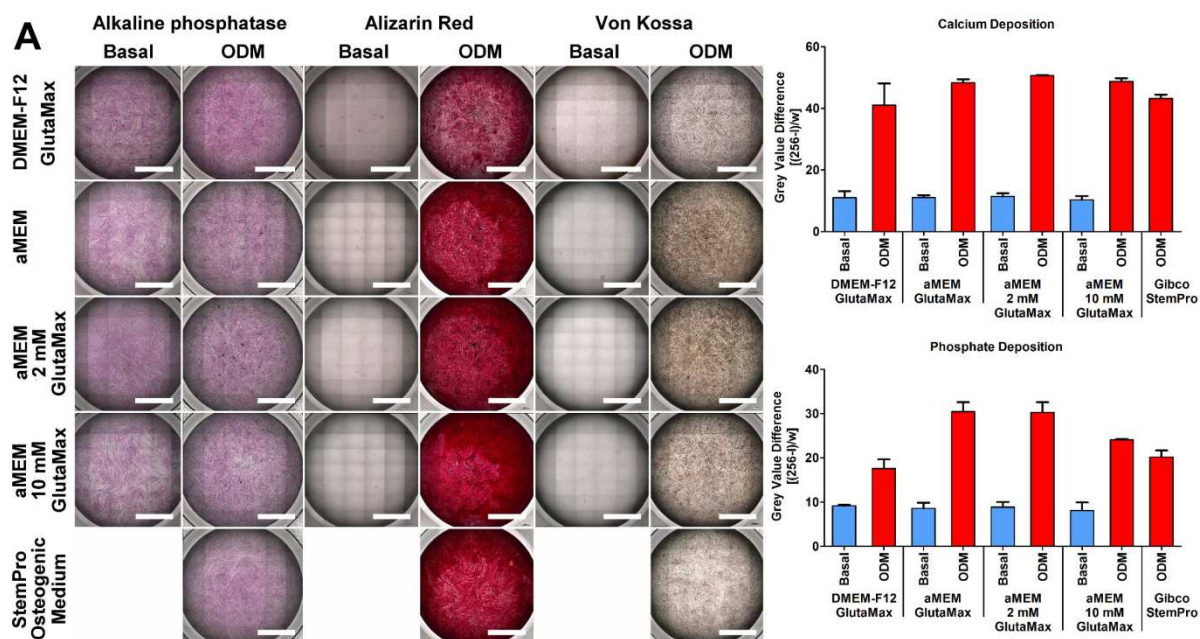 A
Alkaline phosphatase
Alizarin Red
Von Kossa
Basal
ODM
Basal
ODM
Basal
ODM
DMEM-F12
GlutaMax
aMEM
aMEM
2 mM
GlutaMax
aMEM
10 mM
GlutaMax
StemPro
Osteogenic
Medium
Calcium Deposition
Grey Value Difference
[(256-I)/w]
60
40
20
0
Basal
ODM
Basal
ODM
Basal
ODM
Basal
ODM
ODM
DMEM-F12
GlutaMax
aMEM
GlutaMax
aMEM
2 mM
GlutaMax
aMEM
10 mM
GlutaMax
Gibco
StemPro
Phosphate Deposition
Grey Value Difference
[(256-I)/w]
40
30
20
10
0
Basal
ODM
Basal
ODM
Basal
ODM
Basal
ODM
ODM
DMEM-F12
GlutaMax
aMEM
GlutaMax
aMEM
2 mM
GlutaMax
aMEM
10 mM
GlutaMax
Gibco
StemPro